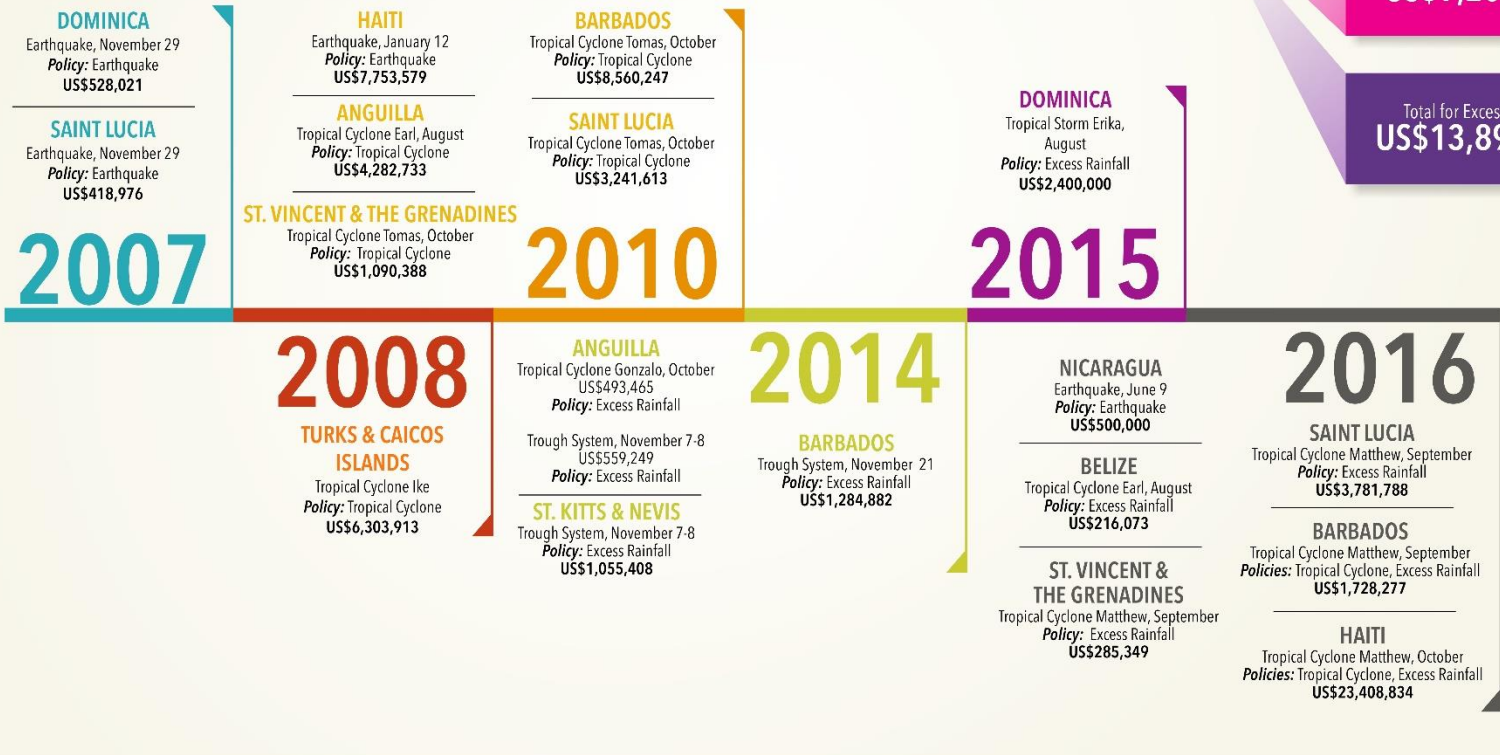 DOMINICA
Earthquake, November 29
Policy: Earthquake
US$528,021
SAINT LUCIA
Earthquake, November 29
Policy: Earthquake
US$418,976
2007
HAITI
Earthquake, January 12
Policy: Earthquake
US$7,753,579
ANGUILLA
Tropical Cyclone Earl, August
Policy: Tropical Cyclone
US$4,282,733
ST. VINCENT & THE GRENADINES
Tropical Cyclone Tomas, October
Policy: Tropical Cyclone
US$1,090,388
BARBADOS
Tropical Cyclone Tomas, October
Policy: Tropical Cyclone
US$8,560,247
SAINT LUCIA
Tropical Cyclone Tomas, October
Policy: Tropical Cyclone
US$3,241,613
2010
DOMINICA
Tropical Storm Erika,
August
Policy: Excess Rainfall
US$2,400,000
2015
Total for Excess
US$13,89
2008
TURKS & CAICOS
ISLANDS
Tropical Cyclone Ike
Policy: Tropical Cyclone
US$6,303,913
ANGUILLA
Tropical Cyclone Gonzalo, October
US$493,465
Policy: Excess Rainfall
Trough System, November 7-8
US$559,249
Policy: Excess Rainfall
ST. KITTS & NEVIS
Trough System, November 7-8
Policy: Excess Rainfall
US$1,055,408
2014
BARBADOS
Trough System, November 21
Policy: Excess Rainfall
US$1,284,882
NICARAGUA
Earthquake, June 9
Policy: Earthquake
US$500,000
BELIZE
Tropical Cyclone Earl, August
Policy: Excess Rainfall
US$216,073
ST. VINCENT &
THE GRENADINES
Tropical Cyclone Matthew, September
Policy: Excess Rainfall
US$285,349
2016
SAINT LUCIA
Tropical Cyclone Matthew, September
Policy: Excess Rainfall
US$3,781,788
BARBADOS
Tropical Cyclone Matthew, September
Policies: Tropical Cyclone, Excess Rainfall
US$1,728,277
HAITI
Tropical Cyclone Matthew, October
Policies: Tropical Cyclone, Excess Rainfall
US$23,408,834